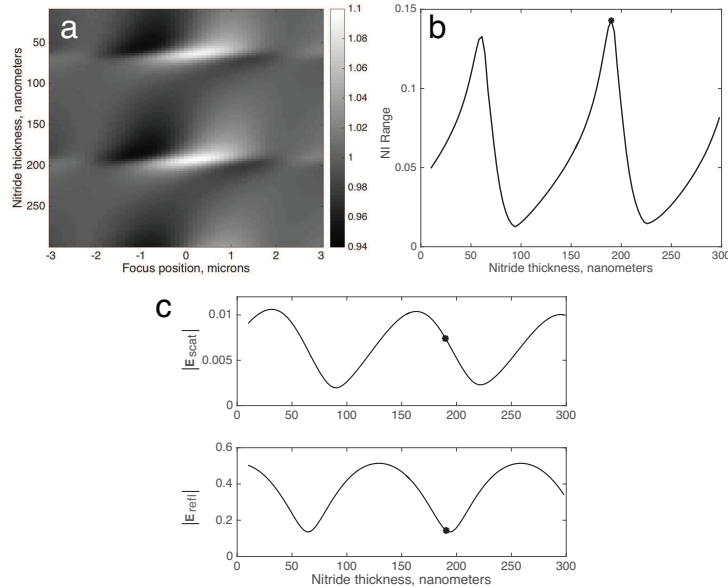 a
Nitride thickness, nanometers
50
100
150
200
250
-3 -2 -1 0 1 2 3
Focus position, microns
1.1
1.08
1.06
1.04
1.02
1
0.98
0.96
0.94
b
NI Range
0.15
0.1
0.05
0
0 50 100 150 200 250 300
Nitride thickness, nanometers
c
|E scat|
0.01
0.005
0
0 50 100 150 200 250 300
|E refl|
0.6
0.4
0.2
0
0 50 100 150 200 250 300
Nitride thickness, nanometers